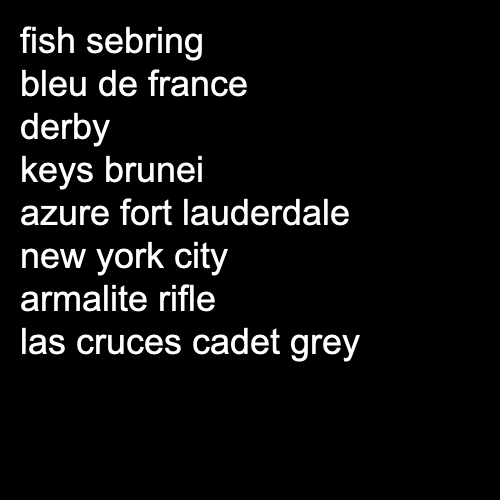 fish sebring
bleu de france
derby
keys brunei
azure fort lauderdale
new york city
armalite rifle
las cruces cadet grey